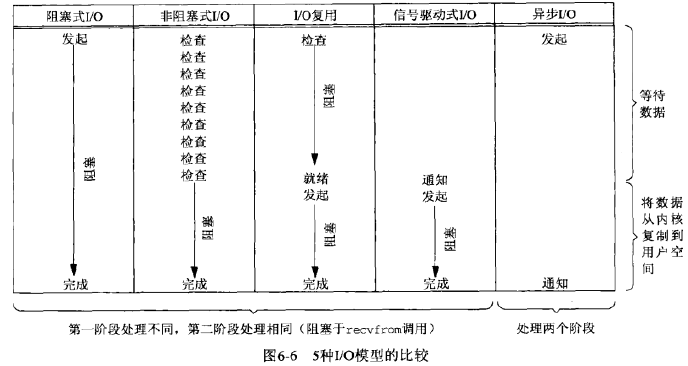 阻塞式I/O 非阻塞式I/O I/O复用 信号驱动式I/O 异步I/O
发起 检查 检查 发起
检查
检查
检查
检查
检查
检查
检查
检查 就绪 通知
发起 发起
阻塞 阻塞 阻塞 阻塞 阻塞
完成 完成 完成 完成 通知
等待
数据
将数据
从内核
复制到
用户空
间
第一阶段处理不同，第二阶段处理相同（阻塞于recvfrom调用） 处理两个阶段
图6-6 5种I/O模型的比较